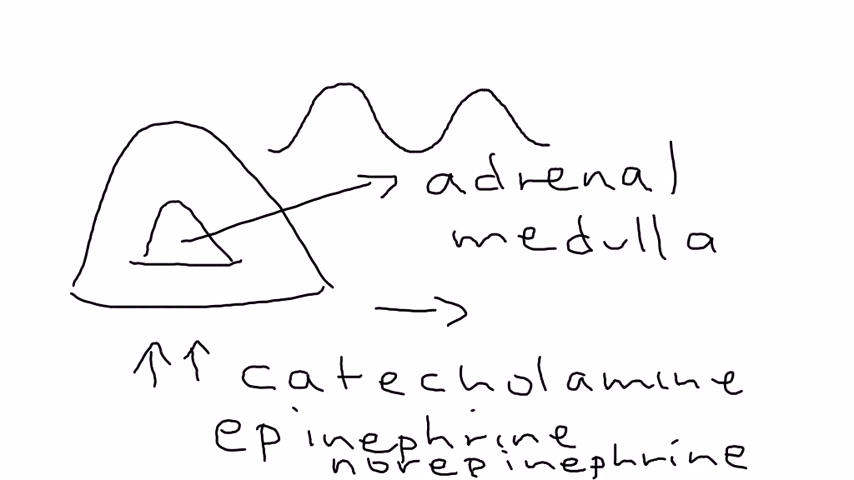 adrenal
medulla
↑↑ catecholamine
epinephrine
norepinephrine